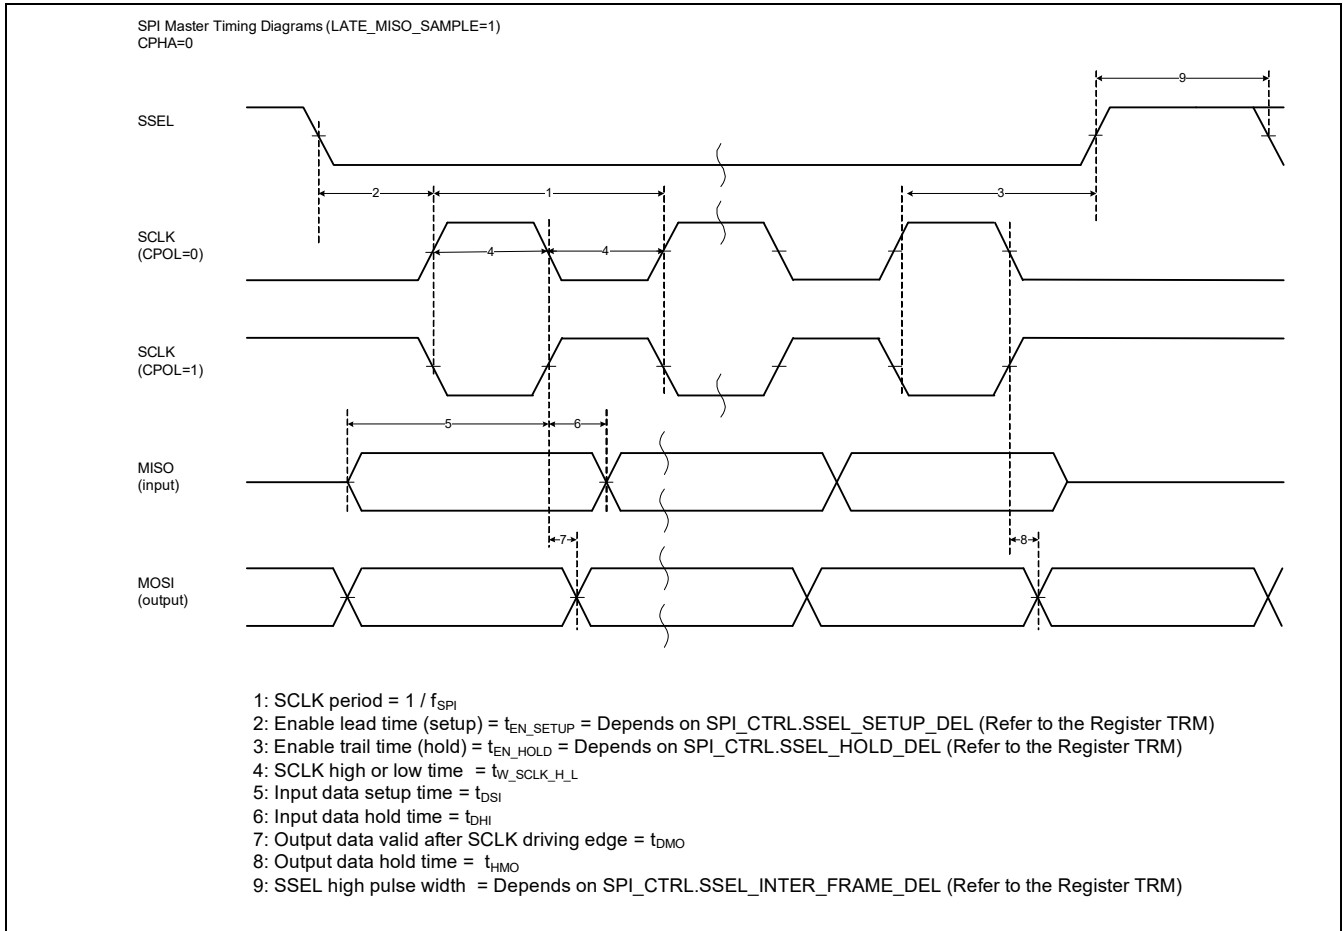 SPI Master Timing Diagrams (LATE_MISO_SAMPLE=1)
CPHA=0
9
SSEL
2
1
3
SCLK
(CPOL=0)
4
4
SCLK
(CPOL=1)
5
6
MISO
(input)
7
8
MOSI
(output)
1: SCLK period = 1 / fSPI
2: Enable lead time (setup) = tEN_SETUP = Depends on SPI_CTRL.SSEL_SETUP_DEL (Refer to the Register TRM)
3: Enable trail time (hold) = tEN_HOLD = Depends on SPI_CTRL.SSEL_HOLD_DEL (Refer to the Register TRM)
4: SCLK high or low time = tW_SCLK_H_L
5: Input data setup time = tDSI
6: Input data hold time = tDHI
7: Output data valid after SCLK driving edge = tDMO
8: Output data hold time = tHMO
9: SSEL high pulse width = Depends on SPI_CTRL.SSEL_INTER_FRAME_DEL (Refer to the Register TRM)